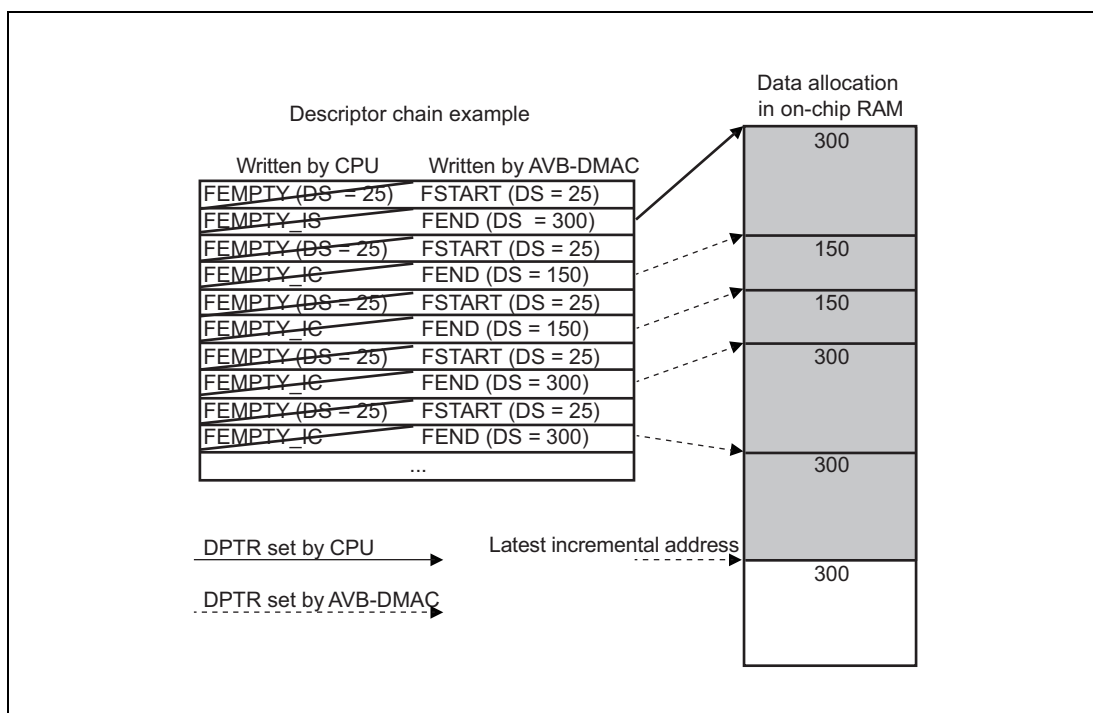 Data allocation
in on-chip RAM
Descriptor chain example
Written by CPU Written by AVB-DMAC
FEMPTY (DS = 25) FSTART (DS = 25)
FEMPTY_IS FEND (DS = 300)
FEMPTY (DS = 25) FSTART (DS = 25)
FEMPTY_IC FEND (DS = 150)
FEMPTY (DS = 25) FSTART (DS = 25)
FEMPTY_IC FEND (DS = 150)
FEMPTY (DS = 25) FSTART (DS = 25)
FEMPTY_IC FEND (DS = 300)
FEMPTY (DS = 25) FSTART (DS = 25)
FEMPTY_IC FEND (DS = 300)
...
300
150
150
300
300
300
DPTR set by CPU
Latest incremental address
DPTR set by AVB-DMAC